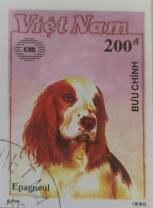 Việt Nam
200đ
BƯU CHÍNH
Epagneul